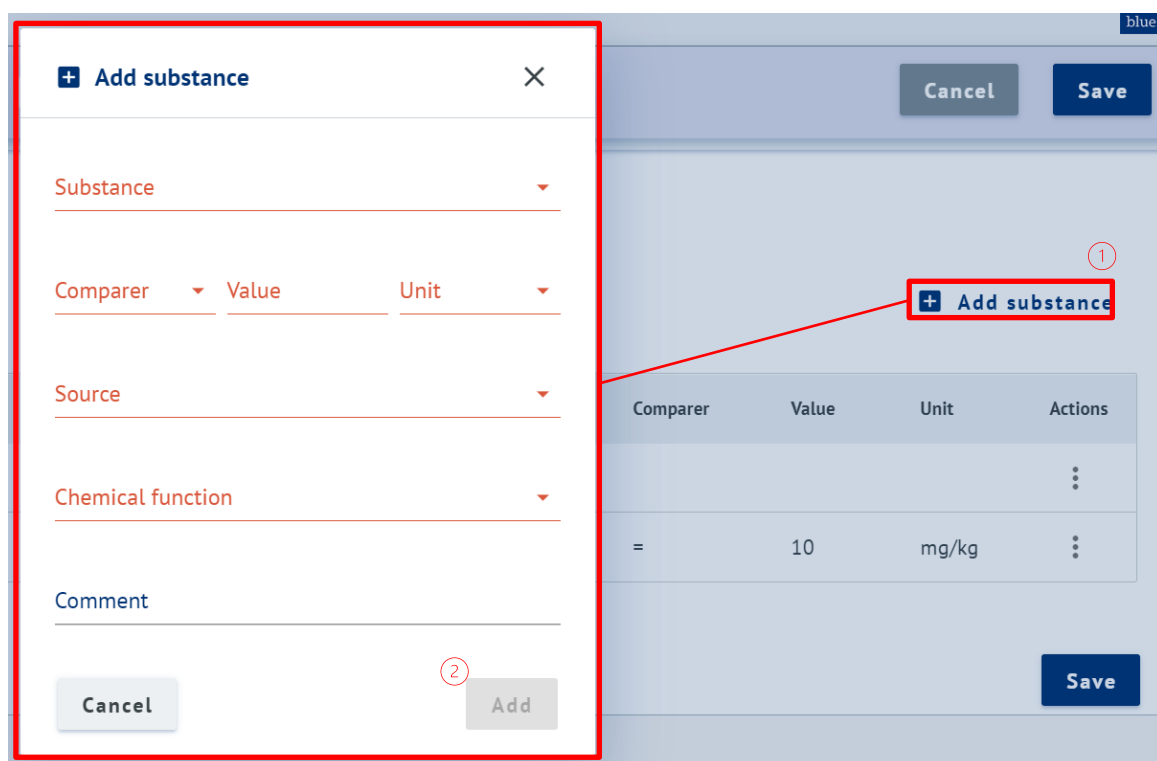 blue
Add substance
Cancel Save
Substance
1
Comparer Value Unit
Add substance
Source
Comparer Value Unit Actions
Chemical function
= 10 mg/kg
Comment
2
Save
Cancel Add